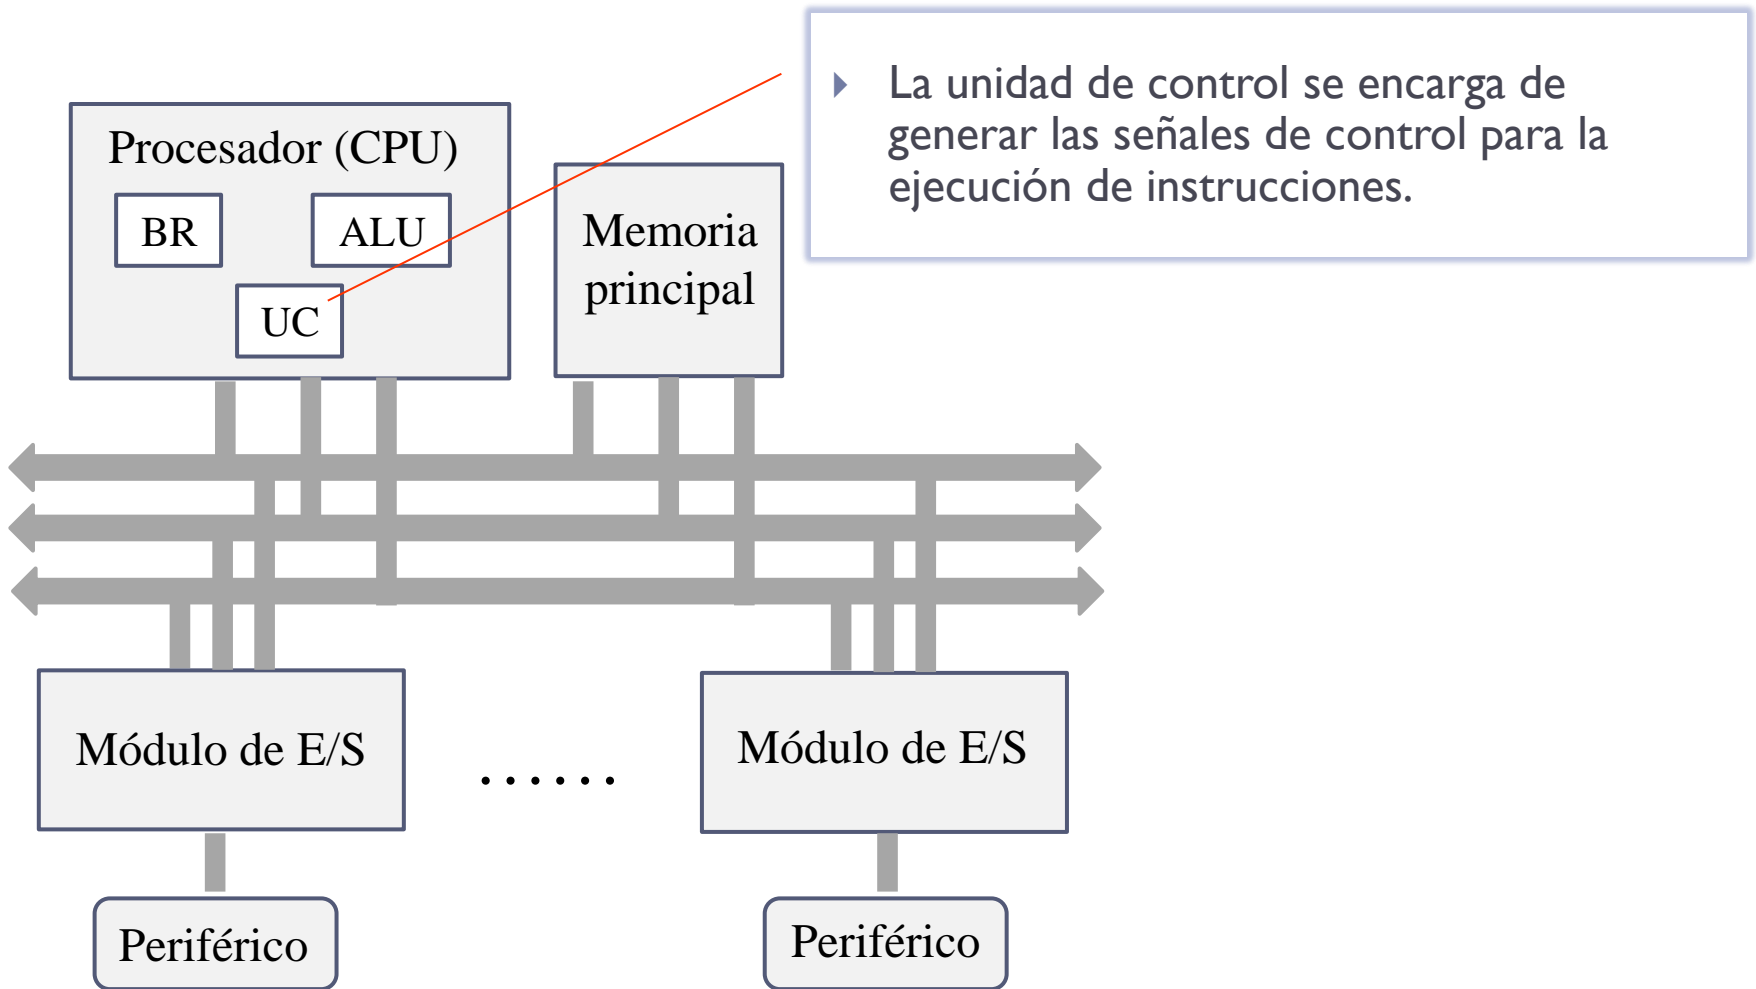 La unidad de control se encarga de
generar las señales de control para la
ejecución de instrucciones.
Procesador (CPU)
BR
ALU
UC
Memoria
principal
Módulo de E/S
......
Módulo de E/S
Periférico
Periférico